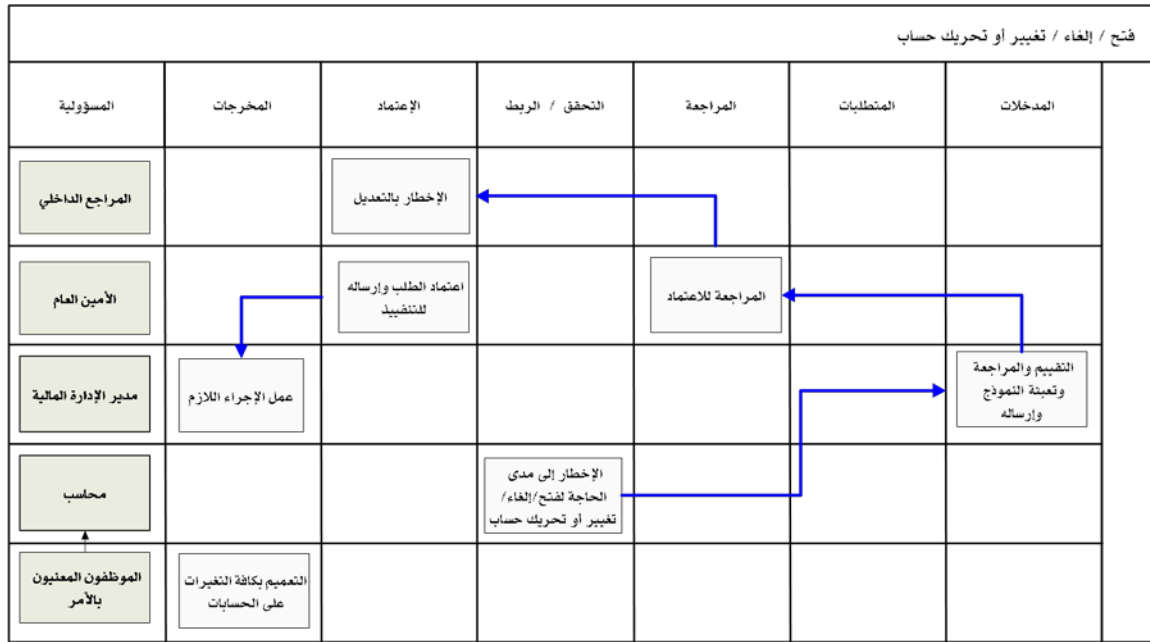 فتح / إلغاء / تغيير أو تحريك حساب
المدخلات
المتطلبات
المراجعة
التحقق / الربط
الإعتماد
المخرجات
المسؤولية
الإخطار بالتعديل
المراجع الداخلي
المراجعة للاعتماد
اعتماد الطلب وإرساله
للتنفييذ
الأمين العام
التقييم والمراجعة
وتعبئة النموذج
وإرساله
عمل الإجراء اللازم
مدير الإدارة المالية
الإخطار إلى مدى
الحاجة لفتح/إلغاء/
تغيير أو تحريك حساب
محاسب
التعميم بكافة التغيرات
على الحسابات
الموظفون المعنيون
بالأمر